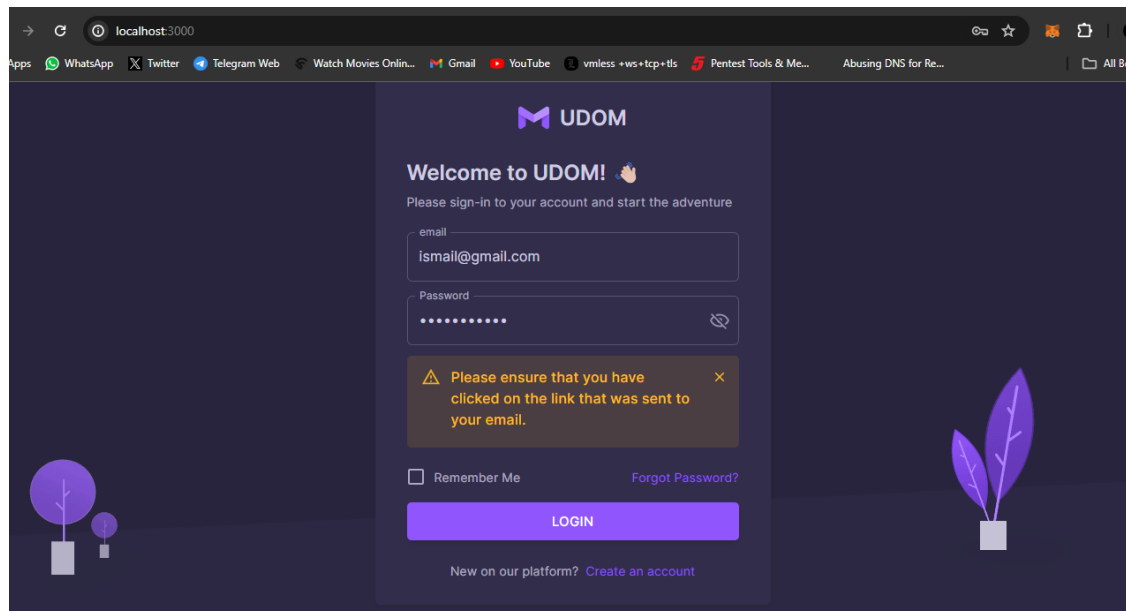 localhost:3000
Apps WhatsApp Twitter Telegram Web Watch Movies Onlin... Gmail YouTube vmless +ws+tcp+tls Pentest Tools & Me... Abusing DNS for Re... All B
UDOM
Welcome to UDOM!
Please sign-in to your account and start the adventure
email
ismail@gmail.com
Password
Please ensure that you have
clicked on the link that was sent to
your email.
Remember Me Forgot Password?
LOGIN
New on our platform? Create an account